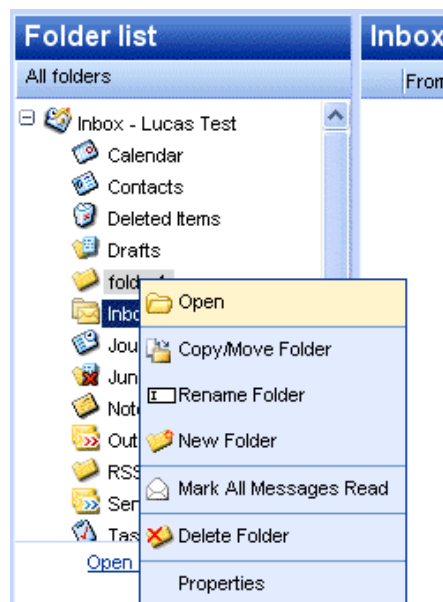 Folder list
Inbox
All folders
From
Inbox - Lucas Test
Calendar
Contacts
Deleted Items
Drafts
Open
Copy/Move Folder
Rename Folder
New Folder
Mark All Messages Read
Delete Folder
Open
Properties